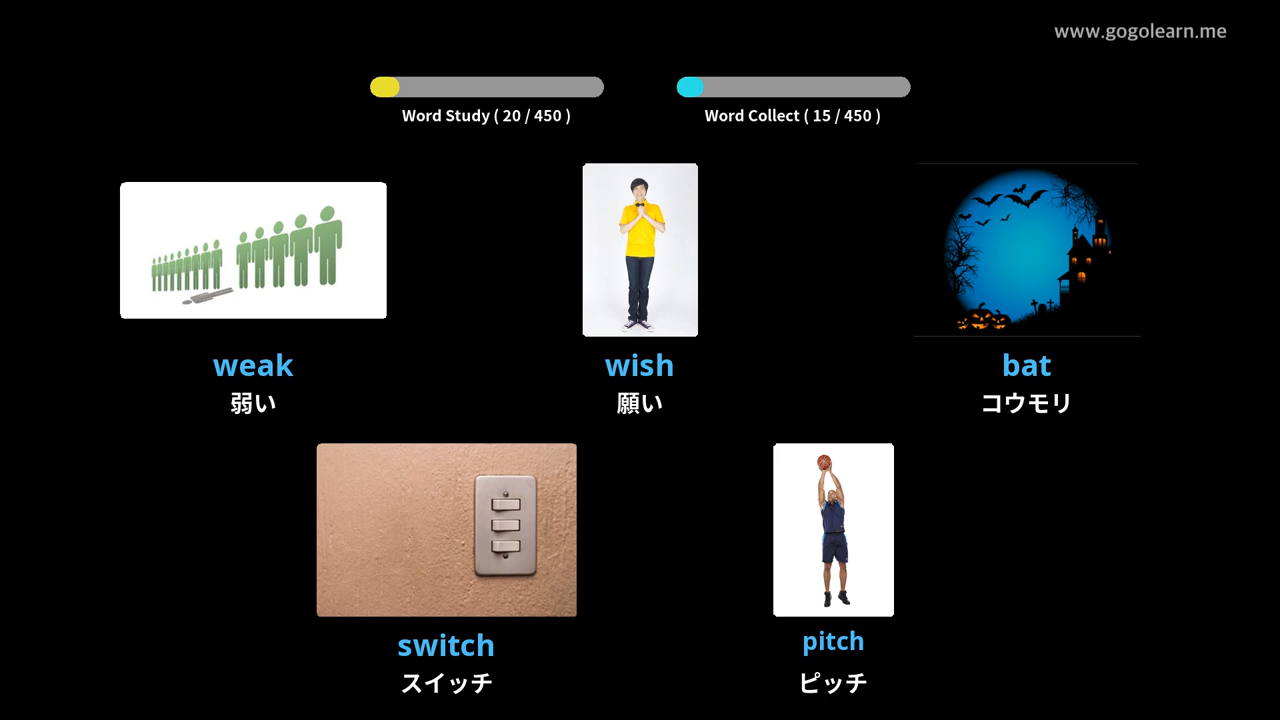 www.gogolearn.me
Word Study ( 20 / 450 )
Word Collect ( 15 / 450 )
weak
弱い
wish
願い
bat
コウモリ
switch
スイッチ
pitch
ピッチ